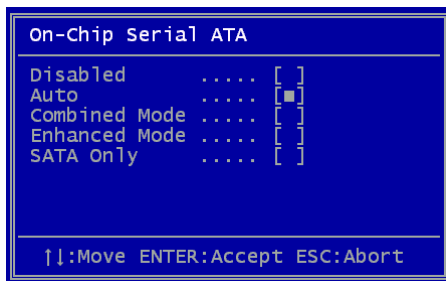 On-Chip Serial ATA
Disabled ..... [ ]
Auto ..... [■]
Combined Mode ..... [ ]
Enhanced Mode ..... [ ]
SATA Only ..... [ ]
↑↓:Move ENTER:Accept ESC:Abort